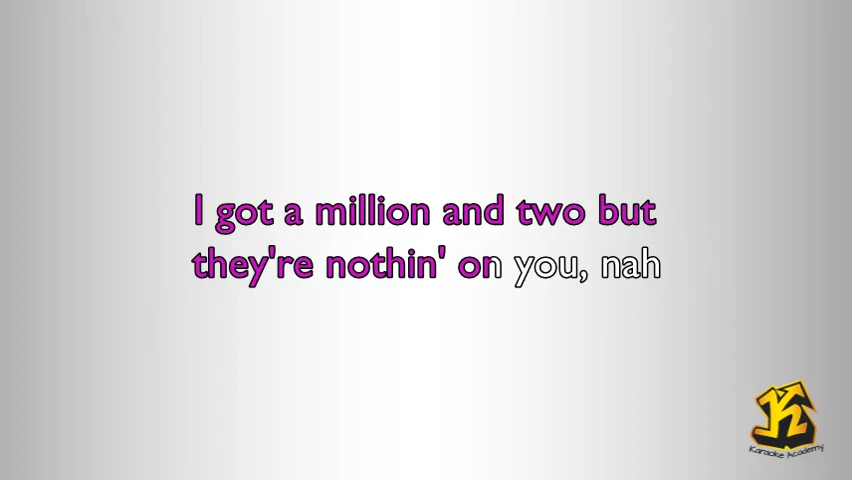 I got a million and two but
they're nothin' on you, nah
K
Karaoke Academy